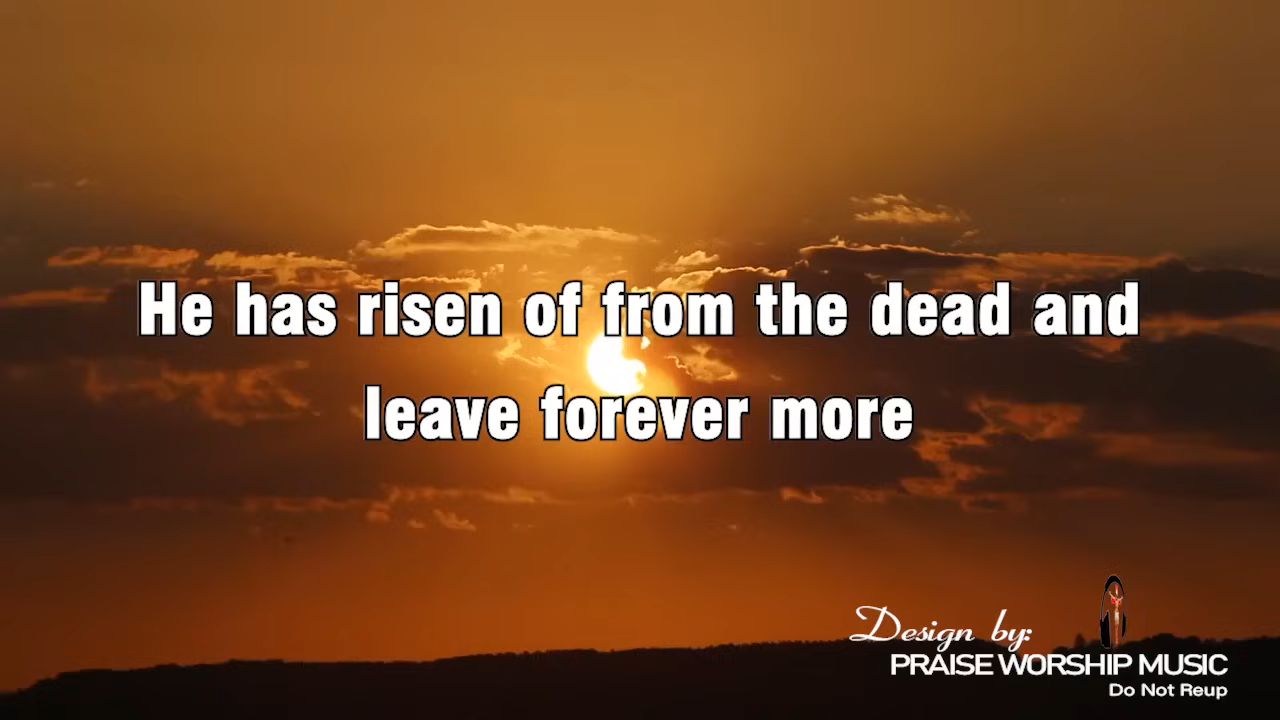 He has risen of from the dead and
leave forever more
Design by:
PRAISE WORSHIP MUSIC
Do Not Reup